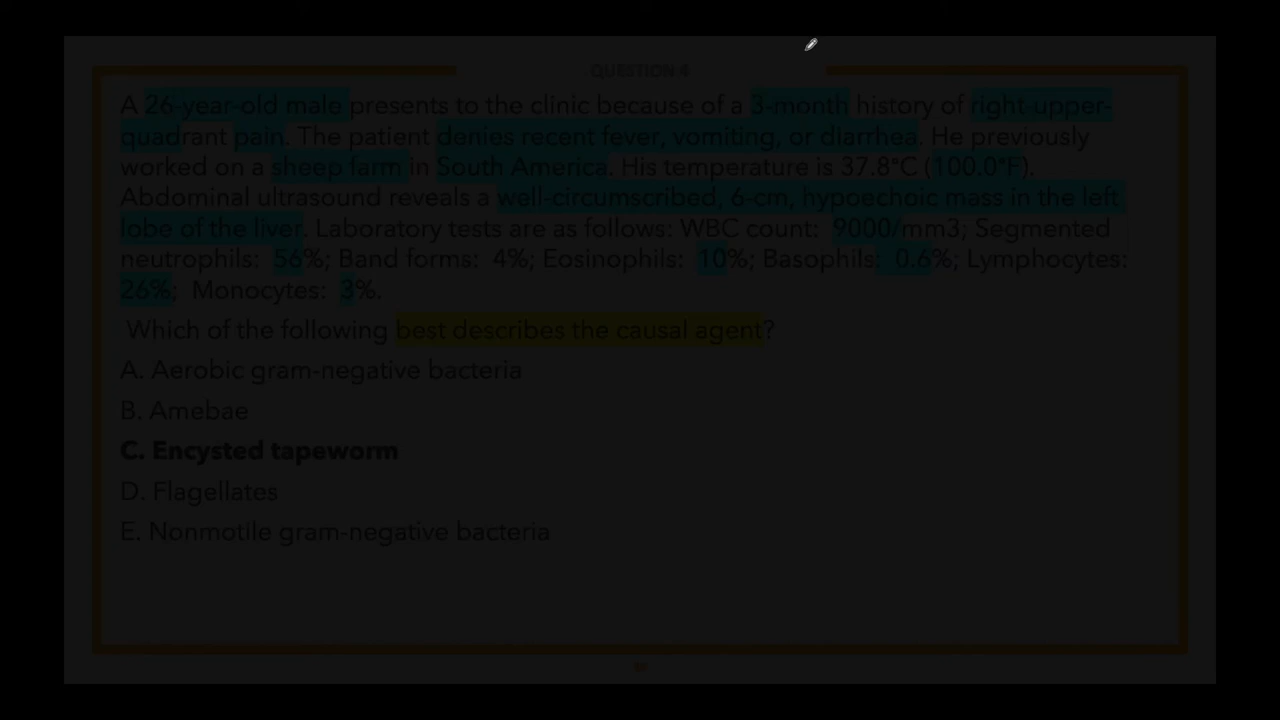 QUESTION 4
A 26-year-old male presents to the clinic because of a 3-month history of right-upper-
quadrant pain. The patient denies recent fever, vomiting, or diarrhea. He previously
worked on a sheep farm in South America. His temperature is 37.8°C (100.0°F).
Abdominal ultrasound reveals a well-circumscribed, 6-cm, hypoechoic mass in the left
lobe of the liver. Laboratory tests are as follows: WBC count: 9000/mm3; Segmented
neutrophils: 56%; Band forms: 4%; Eosinophils: 10%; Basophils: 0.6%; Lymphocytes:
26%; Monocytes: 3%.
Which of the following best describes the causal agent?
A. Aerobic gram-negative bacteria
B. Amebae
C. Encysted tapeworm
D. Flagellates
E. Nonmotile gram-negative bacteria